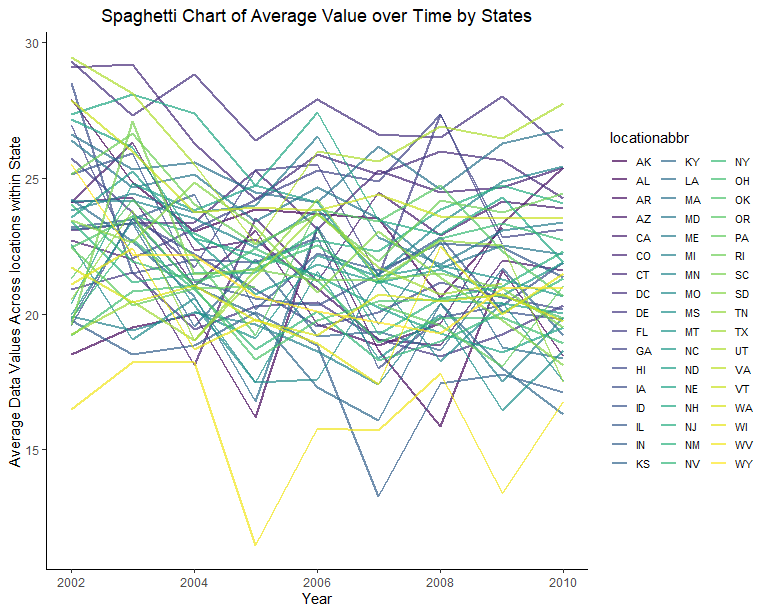 Spaghetti Chart of Average Value over Time by States
30
25
20
15
Average Data Values Across locations within State
2002 2004 2006 2008 2010
Year
locationabbr
AK KY NY
AL LA OH
AR MA OK
AZ MD OR
CA ME PA
CO MI RI
CT MN SC
DC MO SD
DE MS TN
FL MT TX
GA NC UT
HI ND VA
IA NE VT
ID NH WA
IL NJ WI
IN NM WV
KS NV WY